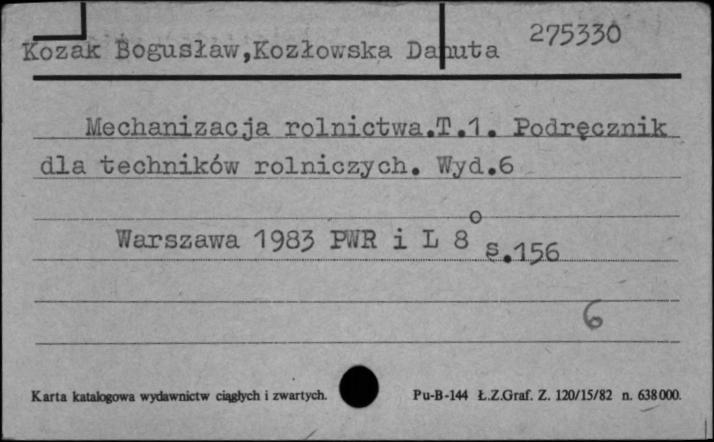 Kozak Bogusław,Kozłowska Danuta 275330
Mechanizacja rolnictwa.T.1. Podręcznik
dla techników rolniczych. Wyd.6
Warszawa 1983 PWR i L 8° s.156
6
Karta katalogowa wydawnictw ciągłych i zwartych. Pu-B-144 Ł.Z.Graf. Z. 120/15/82 n. 638000.